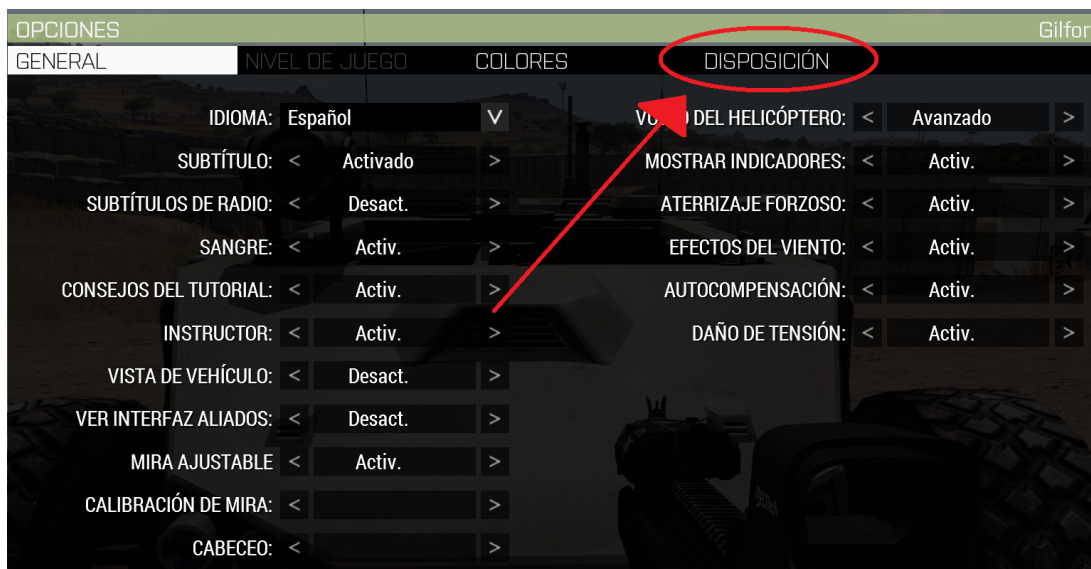 OPCIONES Gilfor
GENERAL NIVEL DE JUEGO COLORES DISPOSICIÓN
IDIOMA: Español V
SUBTÍTULO: < Activado >
SUBTÍTULOS DE RADIO: < Desact. >
SANGRE: < Activ. >
CONSEJOS DEL TUTORIAL: < Activ. >
INSTRUCTOR: < Activ. >
VISTA DE VEHÍCULO: < Desact. >
VER INTERFAZ ALIADOS: < Desact. >
MIRA AJUSTABLE < Activ. >
CALIBRACIÓN DE MIRA: < >
CABECEO: < >
DEL HELICÓPTERO: < Avanzado >
MOSTRAR INDICADORES: < Activ. >
ATERRIZAJE FORZOSO: < Activ. >
EFECTOS DEL VIENTO: < Activ. >
AUTOCOMPENSACIÓN: < Activ. >
DAÑO DE TENSIÓN: < Activ. >